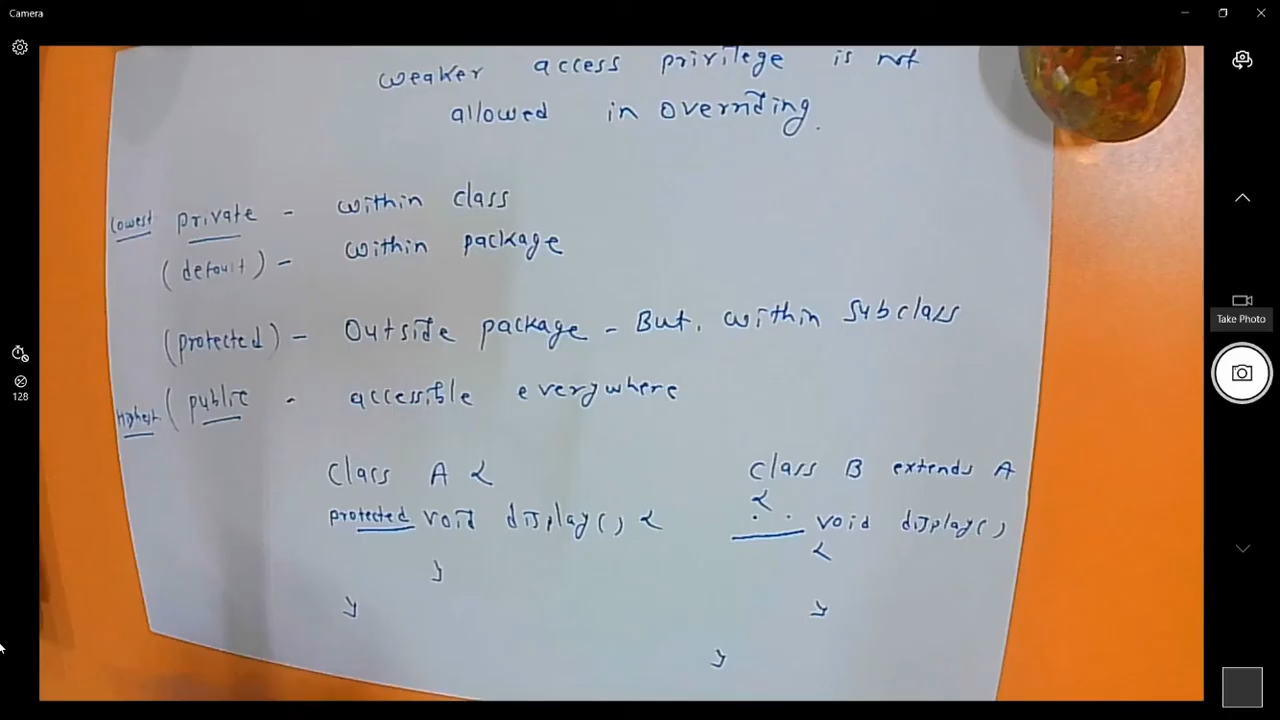 Camera
weaker access privilege is not
allowed in overriding.
lowest private - within class
(default) - within package
(protected) - Outside package - But, within subclass
Highest (public - accessible everywhere
class A {
protected void display() {
}
}
class B extends A
{
. . void display()
{
}
}
Take Photo
128